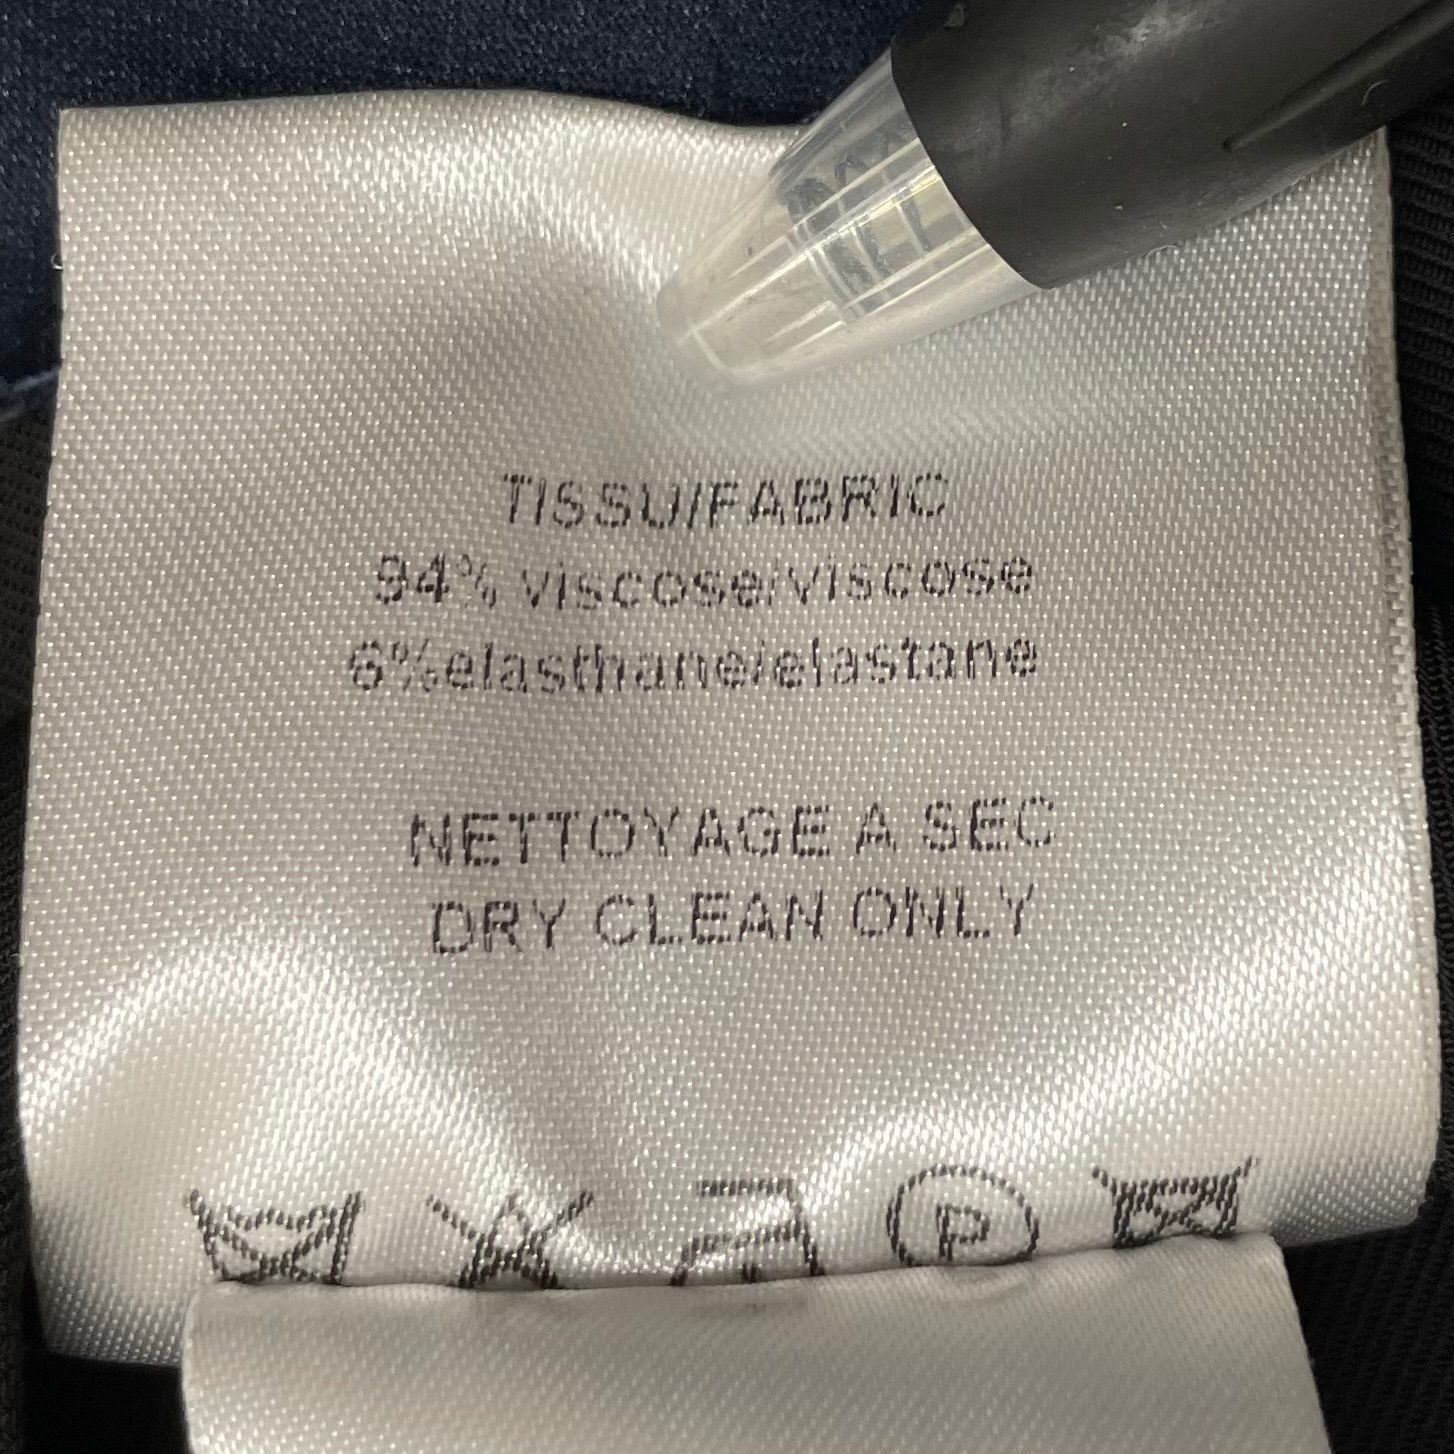 TISSU/FABRIC
94% viscose/viscose
6%elasthane/elastane
NETTOYAGE A SEC
DRY CLEAN ONLY
P